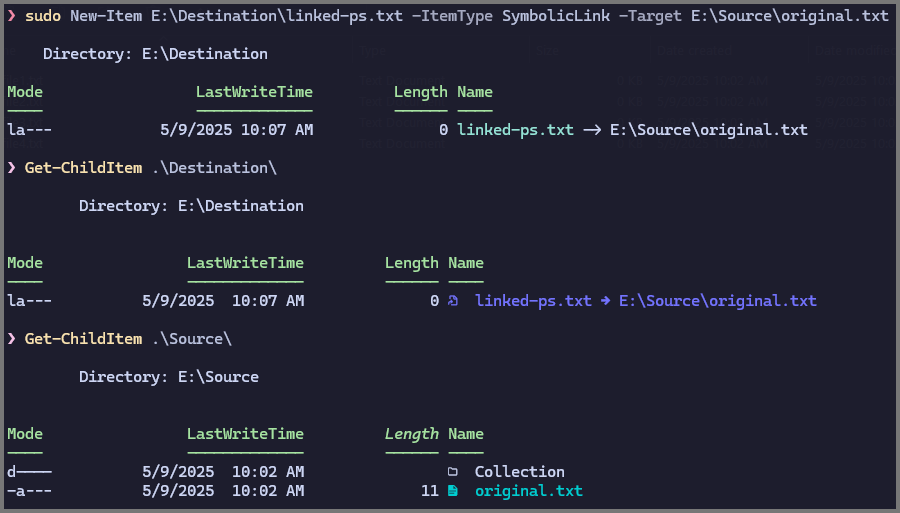 ❯ sudo New-Item E:\Destination\linked-ps.txt -ItemType SymbolicLink -Target E:\Source\original.txt
Directory: E:\Destination
Mode LastWriteTime Length Name
---- ------------- ------ ----
la--- 5/9/2025 10:07 AM 0 linked-ps.txt -> E:\Source\original.txt
❯ Get-ChildItem .\Destination\
Directory: E:\Destination
Mode LastWriteTime Length Name
---- ------------- ------ ----
la--- 5/9/2025 10:07 AM 0 linked-ps.txt → E:\Source\original.txt
❯ Get-ChildItem .\Source\
Directory: E:\Source
Mode LastWriteTime Length Name
---- ------------- ------ ----
d---- 5/9/2025 10:02 AM Collection
-a--- 5/9/2025 10:02 AM 11 original.txt